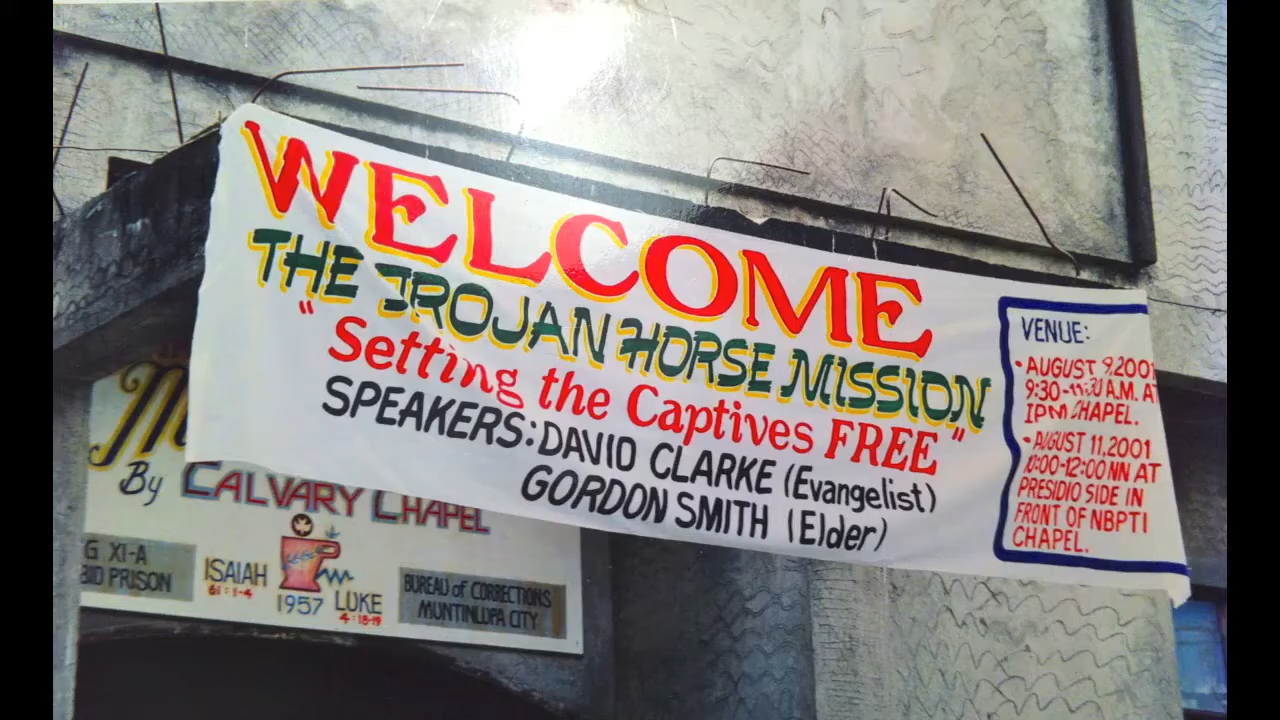 WELCOME
THE TROJAN HORSE MISSION
"Setting the Captives FREE"
SPEAKERS: DAVID CLARKE (Evangelist)
GORDON SMITH (Elder)
VENUE:
• AUGUST 9,2001
9:30-11:30 A.M. AT
IPM CHAPEL.
• AUGUST 11,2001
10:00-12:00 NN AT
PRESIDIO SIDE IN
FRONT OF NBPTI
CHAPEL.
By CALVARY CHAPEL
G XI-A
BID PRISON
ISAIAH
61:1-4
1957
LUKE
4:18-19
BUREAU of CORRECTIONS
MUNTINLUPA CITY